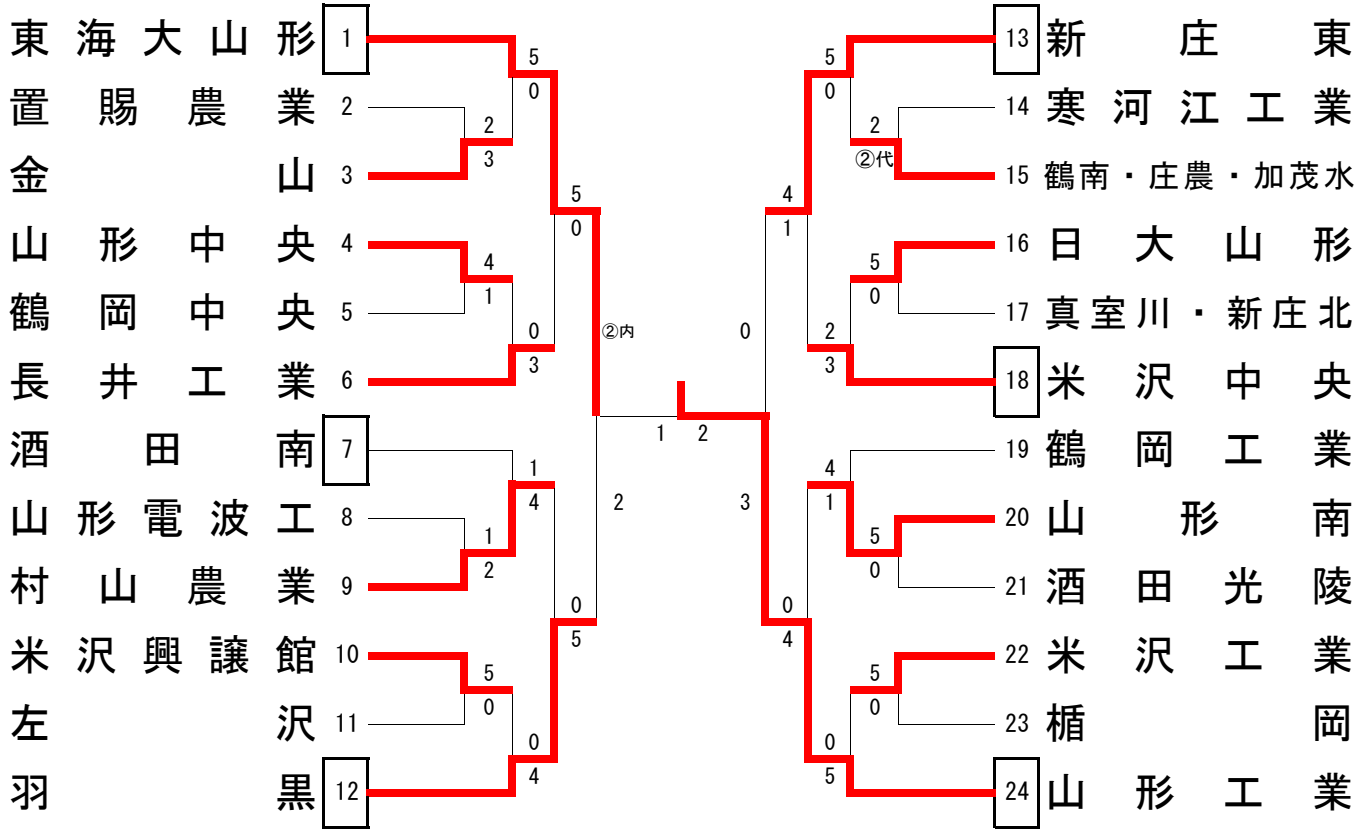 東海大山形 1
置賜農業 2
金山 3
山形中央 4
鶴岡中央 5
長井工業 6
酒田南 7
山形電波工 8
村山農業 9
米沢興譲館 10
左沢 11
羽黒 12
5
0
2
3
5
0
4
1
0
3
②内
1
4
1
2
2
0
5
5
0
0
4
1 2
13 新庄東
14 寒河江工業
15 鶴南・庄農・加茂水
16 日大山形
17 真室川・新庄北
18 米沢中央
19 鶴岡工業
20 山形南
21 酒田光陵
22 米沢工業
23 楯岡
24 山形工業
5
0
2
②代
4
1
5
0
0
2
3
4
1
3
5
0
0
4
5
0
0
5